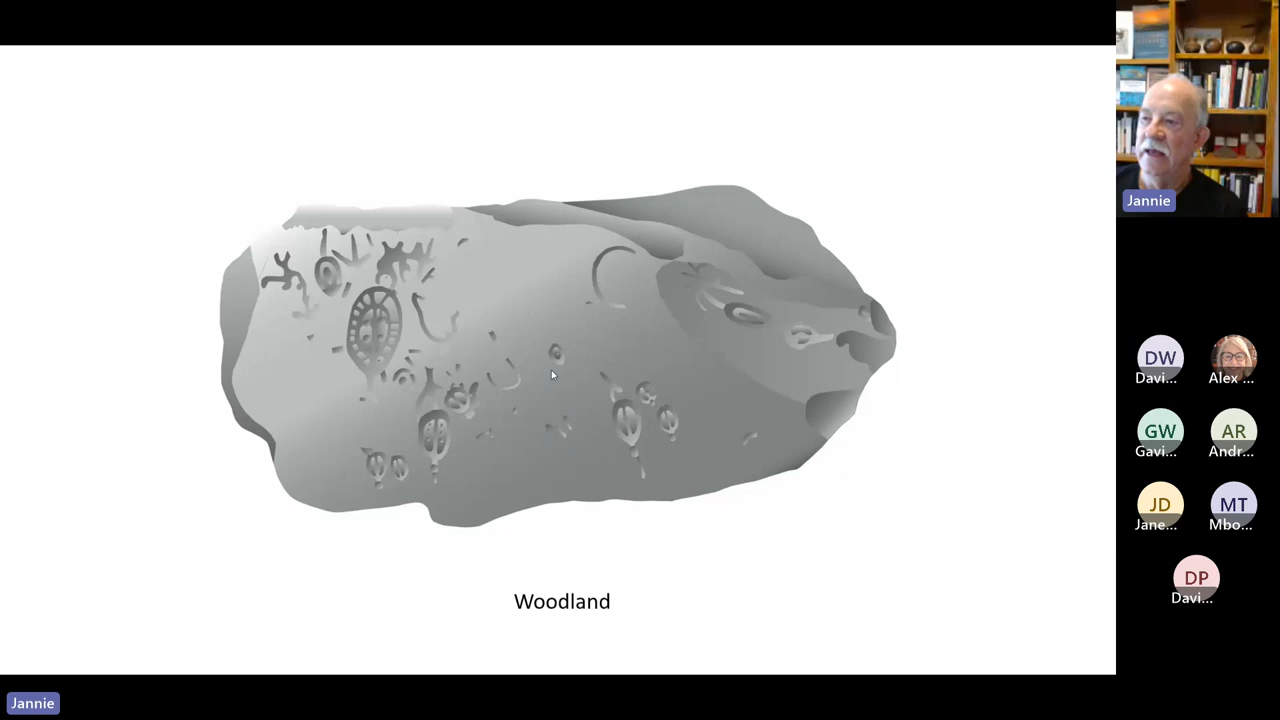 Jannie
DW
Davi...
Alex ...
GW
Gavi...
AR
Andr...
JD
Jane...
MT
Mbo...
DP
Davi...
Woodland
Jannie